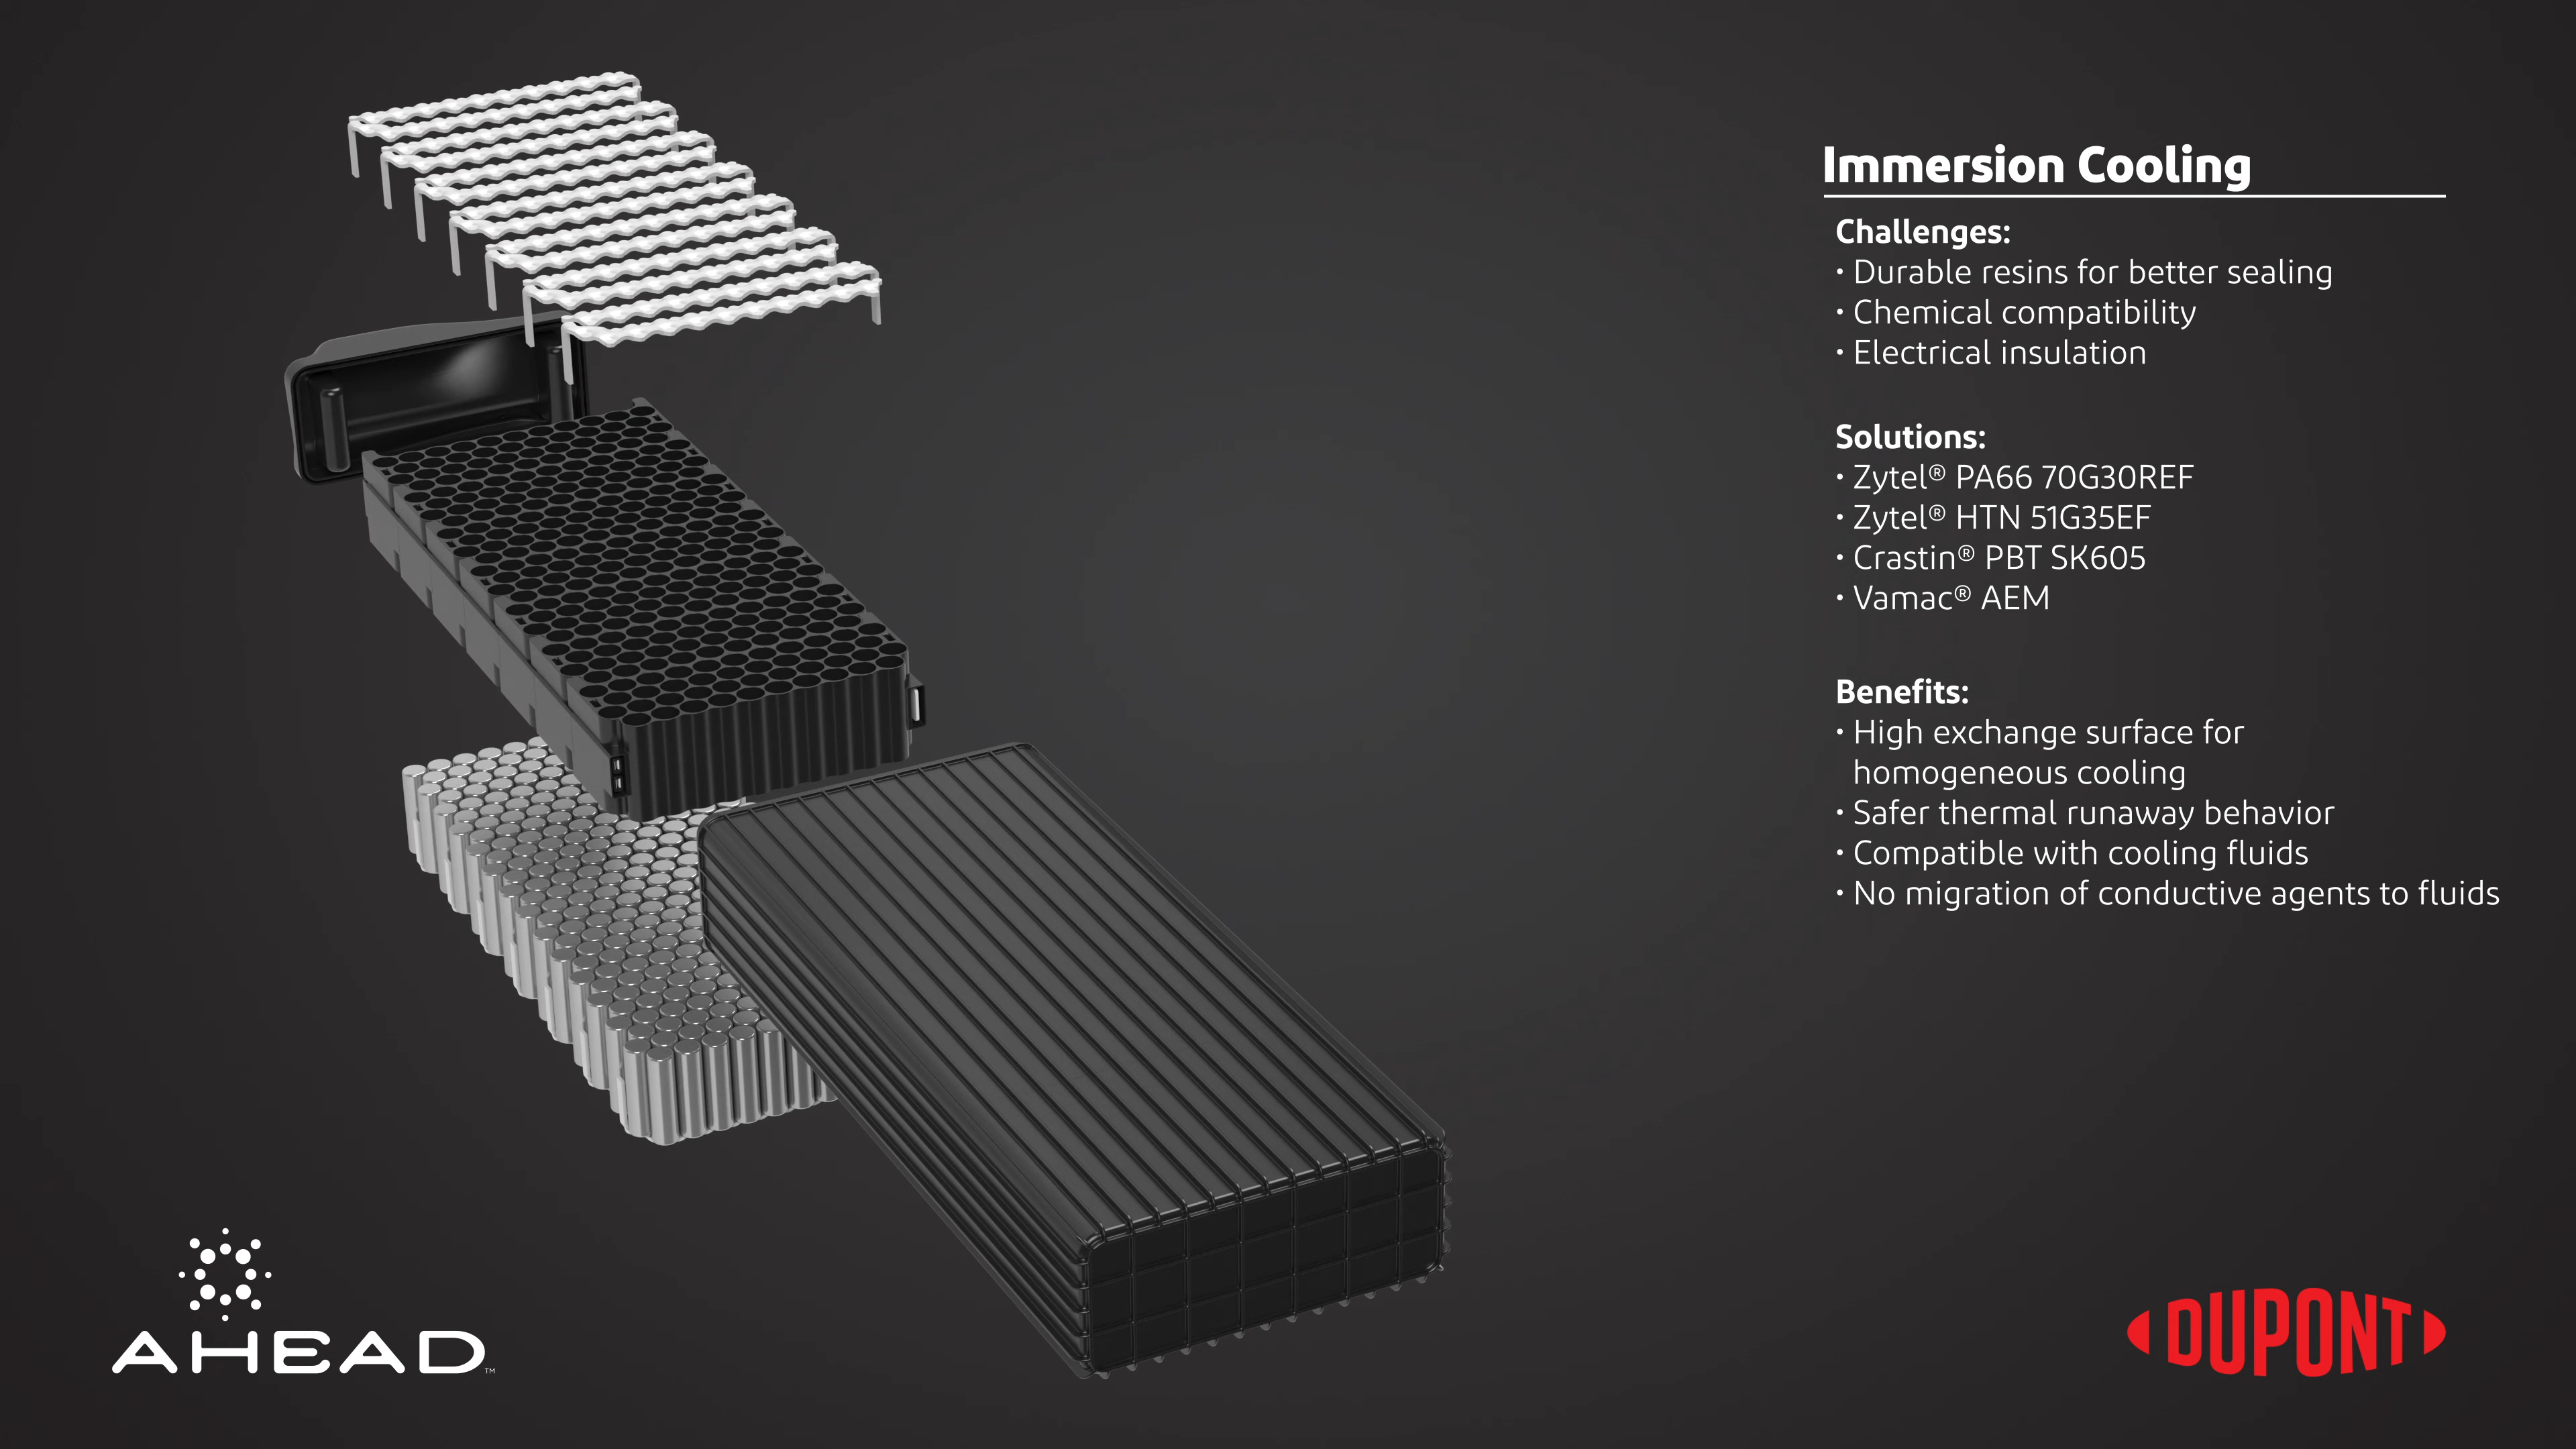 Immersion Cooling
Challenges:
• Durable resins for better sealing
• Chemical compatibility
• Electrical insulation
Solutions:
• Zytel® PA66 70G30REF
• Zytel® HTN 51G35EF
• Crastin® PBT SK605
• Vamac® AEM
Benefits:
• High exchange surface for
homogeneous cooling
• Safer thermal runaway behavior
• Compatible with cooling fluids
• No migration of conductive agents to fluids
AHEAD™
DUPONT